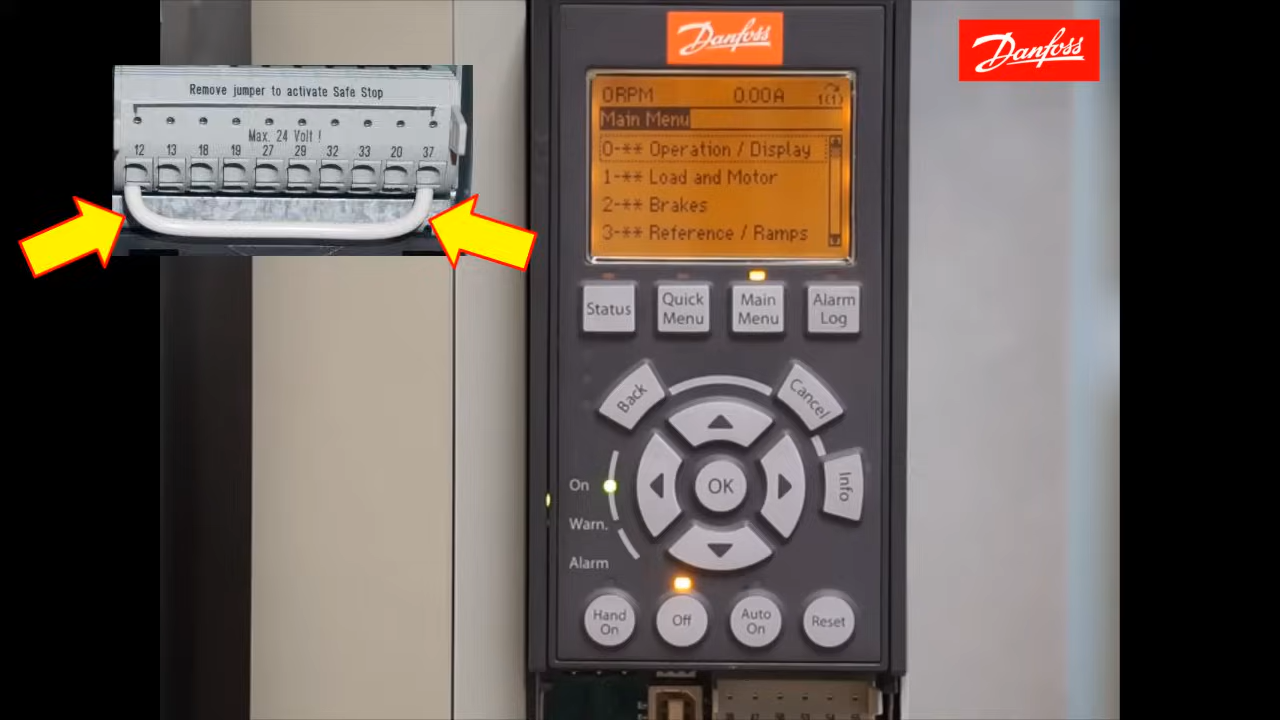 Danfoss
Danfoss
Remove jumper to activate Safe Stop
Max. 24 Volt !
12 13 18 19 27 29 32 33 20 37
0RPM 0.00A 1(1)
Main Menu
0-** Operation / Display
1-** Load and Motor
2-** Brakes
3-** Reference / Ramps
Status
Quick Menu
Main Menu
Alarm Log
Back
Cancel
OK
Info
On
Warn.
Alarm
Hand On
Off
Auto On
Reset